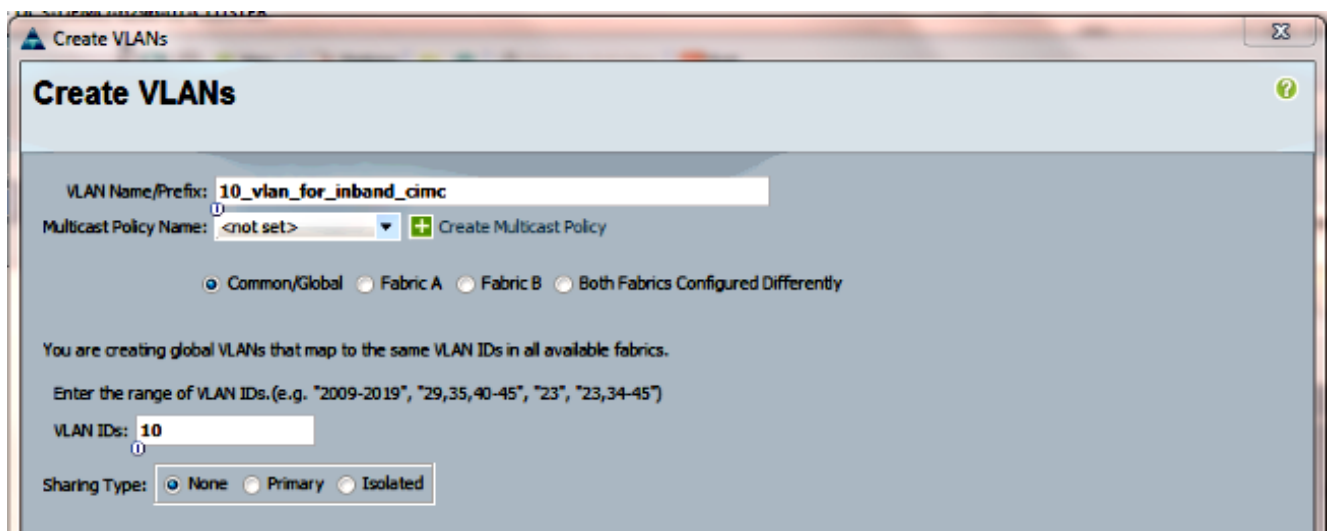 Create VLANs
Create VLANs
VLAN Name/Prefix: 10_vlan_for_inband_cimc
Multicast Policy Name: <not set> Create Multicast Policy
Common/Global Fabric A Fabric B Both Fabrics Configured Differently
You are creating global VLANs that map to the same VLAN IDs in all available fabrics.
Enter the range of VLAN IDs.(e.g. "2009-2019", "29,35,40-45", "23", "23,34-45")
VLAN IDs: 10
Sharing Type: None Primary Isolated